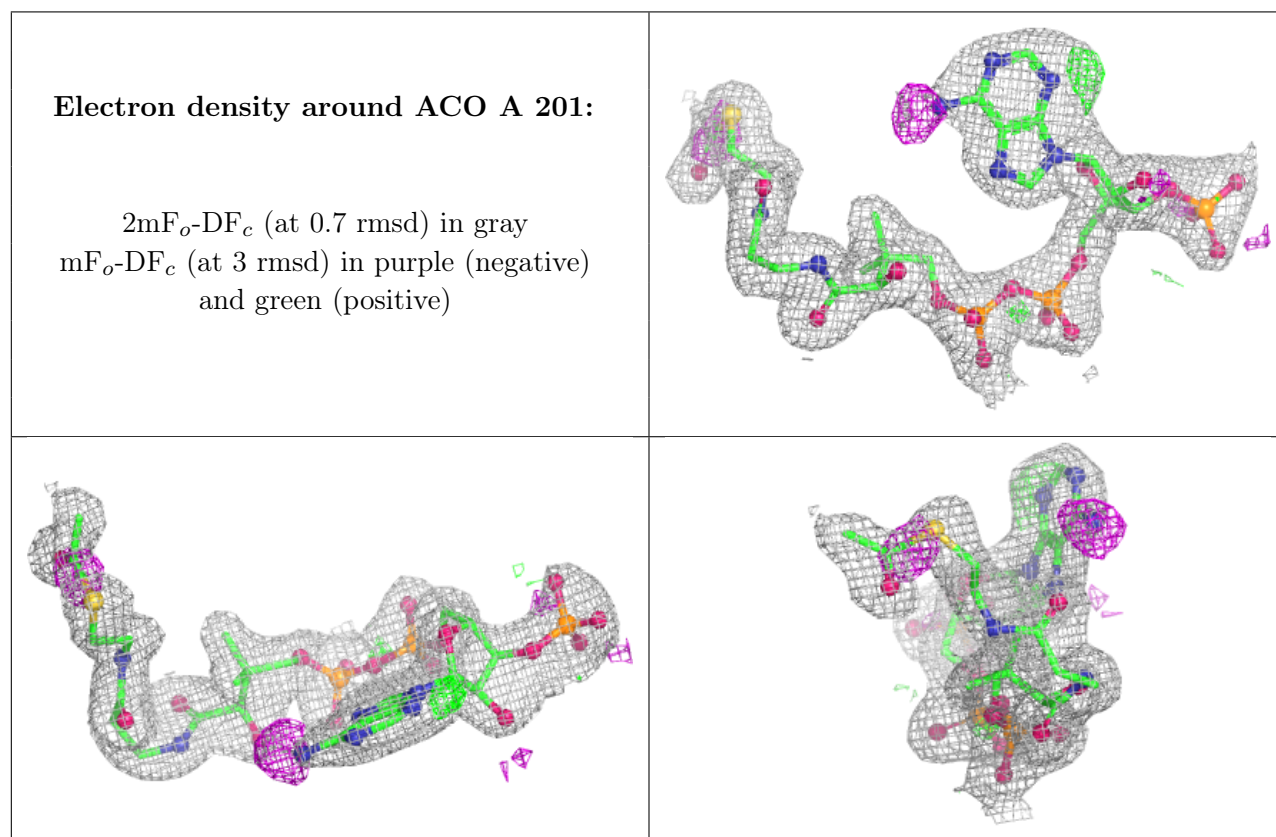 Electron density around ACO A 201:
2mFo-DFc (at 0.7 rmsd) in gray
mFo-DFc (at 3 rmsd) in purple (negative)
and green (positive)